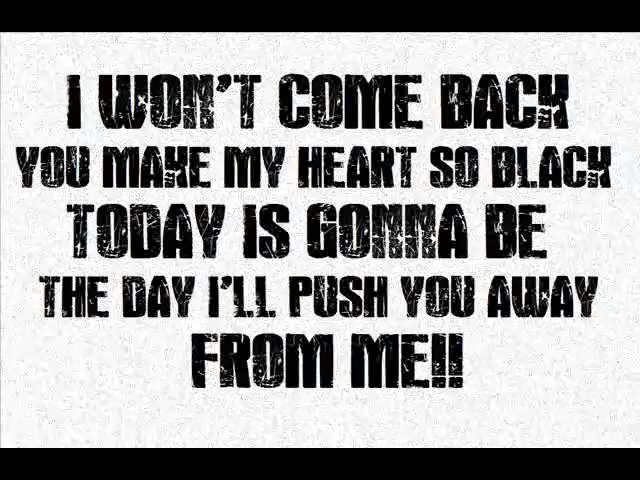 I WON'T COME BACK
YOU MAKE MY HEART SO BLACK
TODAY IS GONNA BE
THE DAY I'LL PUSH YOU AWAY
FROM ME!!